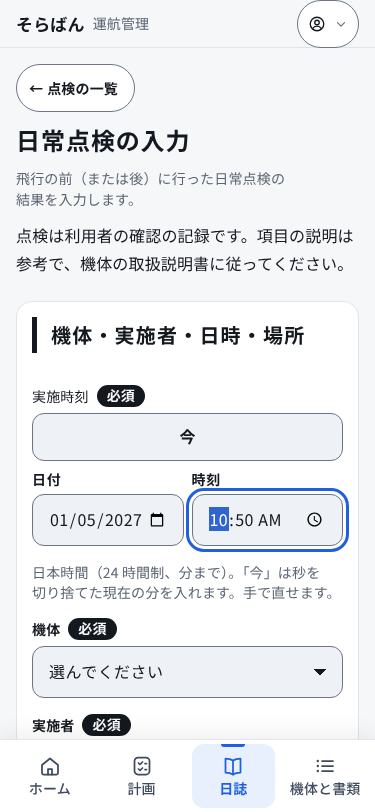 そらばん 運航管理
← 点検の一覧
日常点検の入力
飛行の前（または後）に行った日常点検の
結果を入力します。
点検は利用者の確認の記録です。項目の説明は
参考で、機体の取扱説明書に従ってください。
機体・実施者・日時・場所
実施時刻 必須
今
日付 時刻
01/05/2027 10:50 AM
日本時間（24 時間制、分まで）。「今」は秒を
切り捨てた現在の分を入れます。手で直せます。
機体 必須
選んでください
実施者 必須
ホーム 計画 日誌 機体と書類